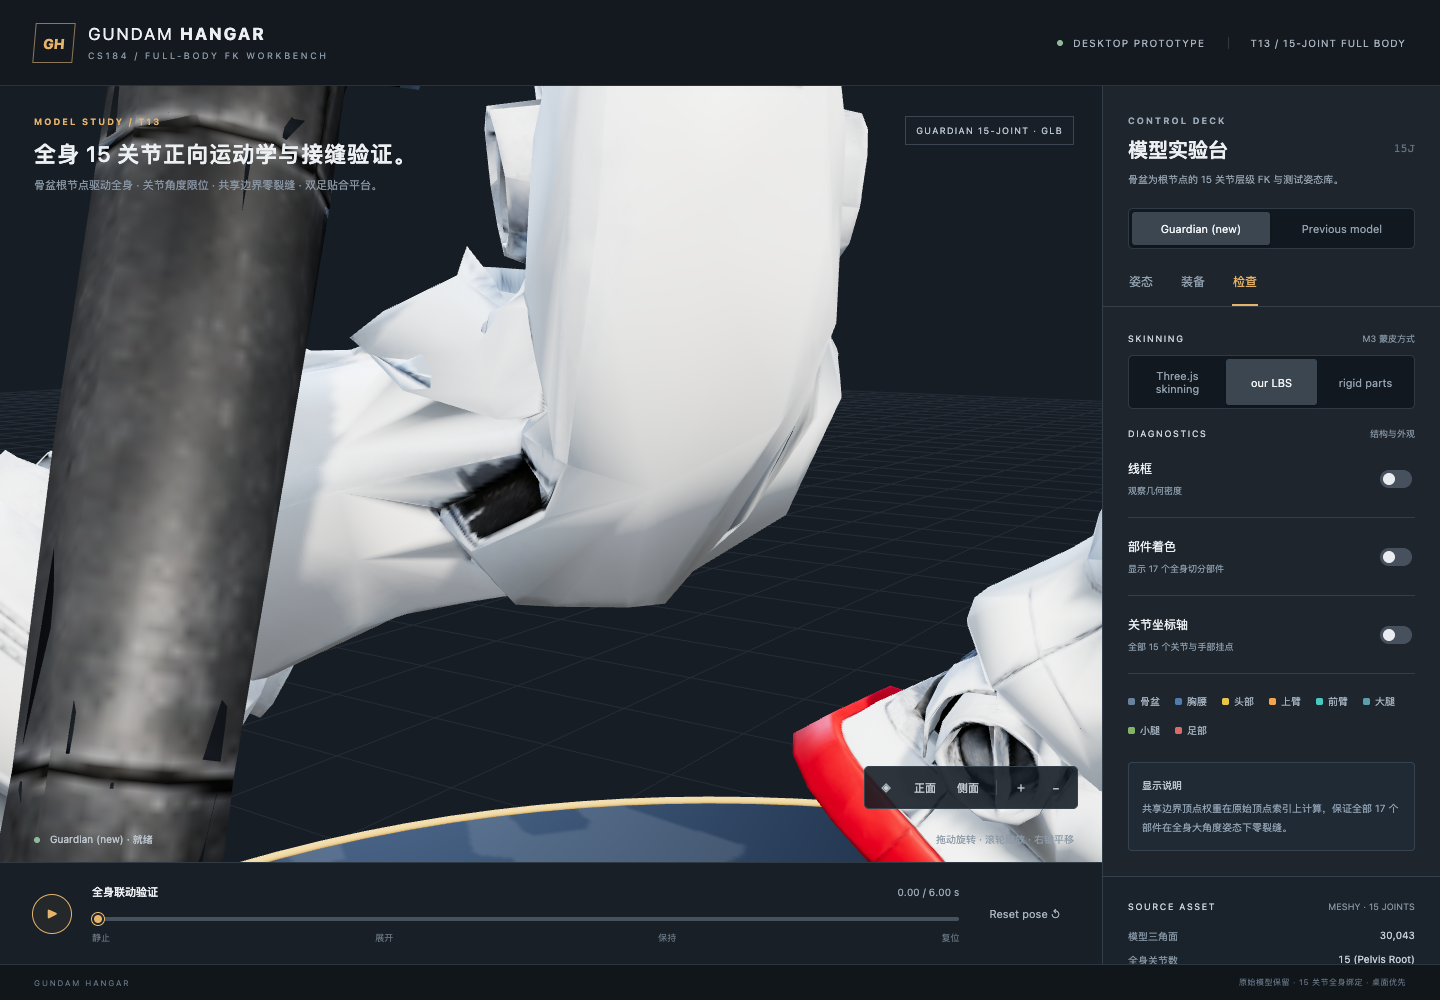 GH
GUNDAM HANGAR
CS184 / FULL-BODY FK WORKBENCH
DESKTOP PROTOTYPE
T13 / 15-JOINT FULL BODY
MODEL STUDY / T13
全身 15 关节正向运动学与接缝验证。
骨盆根节点驱动全身 · 关节角度限位 · 共享边界零裂缝 · 双足贴合平台。
GUARDIAN 15-JOINT · GLB
正面 侧面 + −
Guardian (new) · 就绪
拖动旋转 · 滚轮缩放 · 右键平移
CONTROL DECK
模型实验台
15J
骨盆为根节点的 15 关节层级 FK 与测试姿态库。
Guardian (new)
Previous model
姿态 装备 检查
SKINNING
M3 蒙皮方式
Three.js
skinning
our LBS
rigid parts
DIAGNOSTICS
结构与外观
线框
观察几何密度
部件着色
显示 17 个全身切分部件
关节坐标轴
全部 15 个关节与手部挂点
骨盆 胸腰 头部 上臂 前臂 大腿
小腿 足部
显示说明
共享边界顶点权重在原始顶点索引上计算，保证全部 17 个
部件在全身大角度姿态下零裂缝。
SOURCE ASSET
MESHY · 15 JOINTS
模型三角面
30,043
全身关节数
15 (Pelvis Root)
全身联动验证
0.00 / 6.00 s
静止 展开 保持 复位
Reset pose
GUNDAM HANGAR
原始模型保留 · 15 关节全身绑定 · 桌面优先